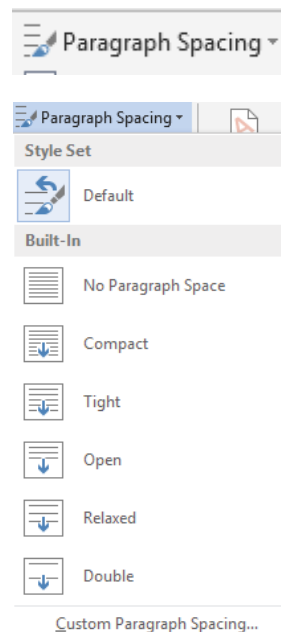 Paragraph Spacing
Paragraph Spacing
Style Set
Default
Built-In
No Paragraph Space
Compact
Tight
Open
Relaxed
Double
Custom Paragraph Spacing...